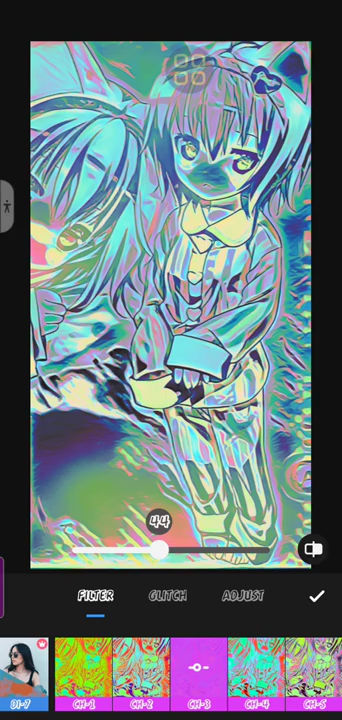 44
FILTER
GLITCH
ADJUST
DI-7
CH-1
CH-2
CH-3
CH-4
CH-5